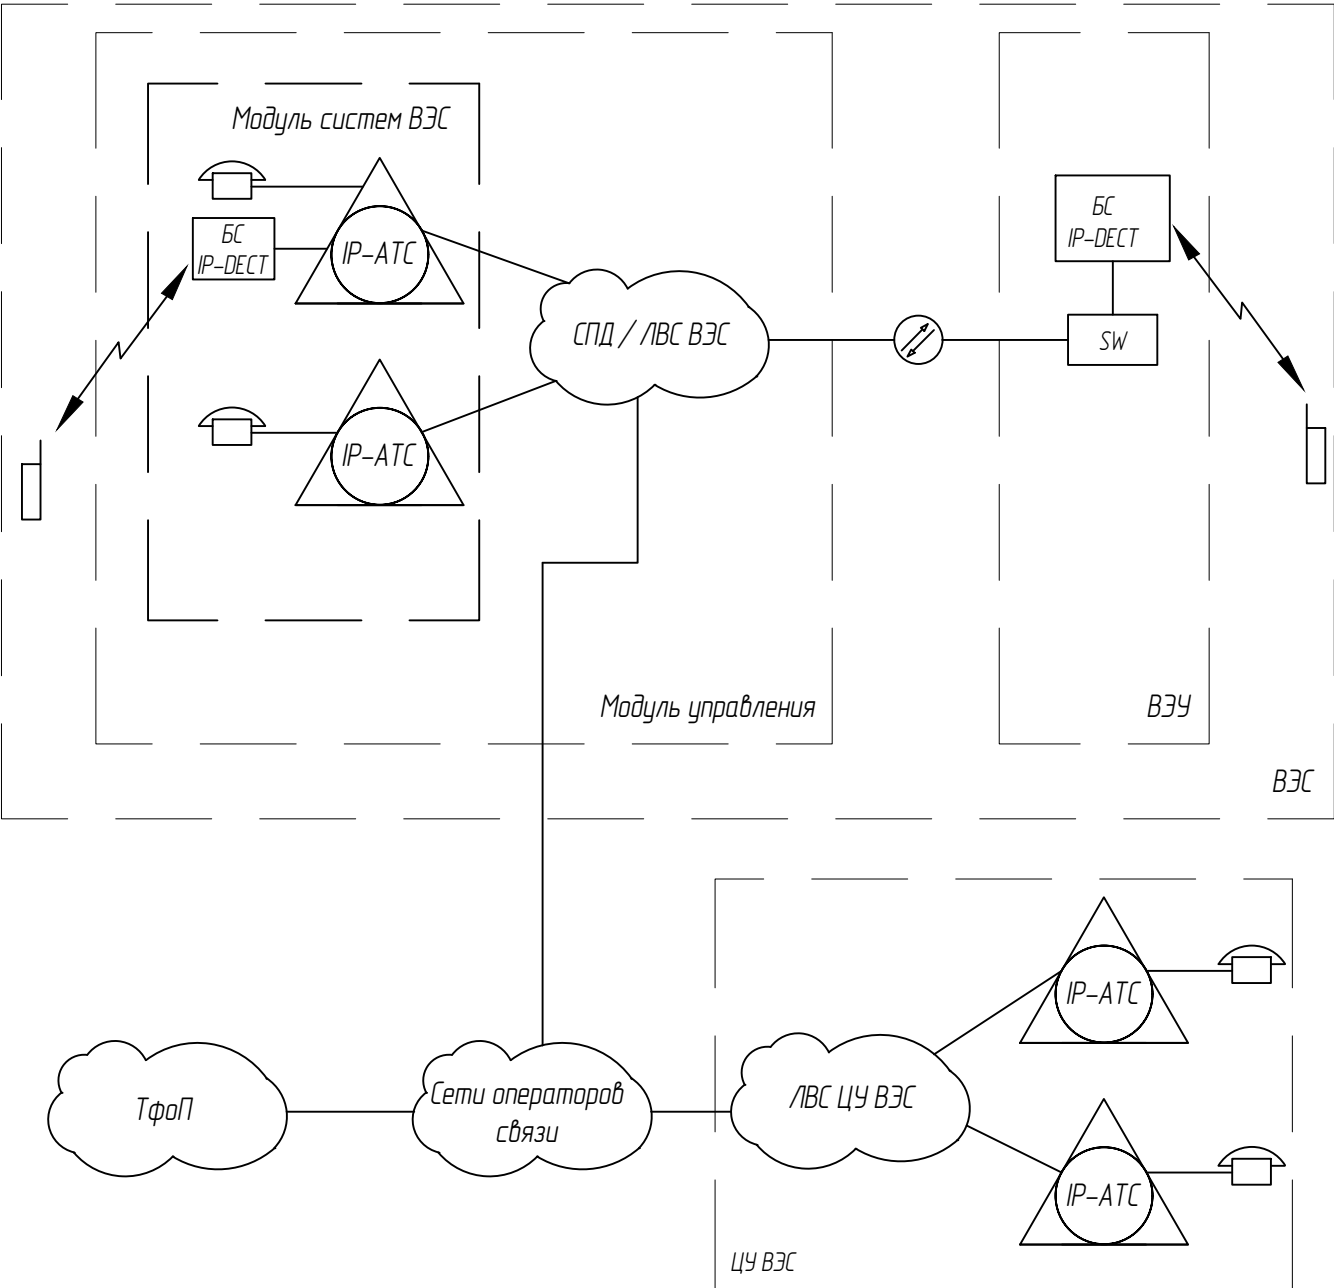 Модуль систем ВЭС
БС
IP-DECT
IP-АТС
IP-АТС
СПД / ЛВС ВЭС
БС
IP-DECT
SW
Модуль управления
ВЭУ
ВЭС
ТфоП
Сети операторов
связи
ЛВС ЦУ ВЭС
IP-АТС
IP-АТС
ЦУ ВЭС